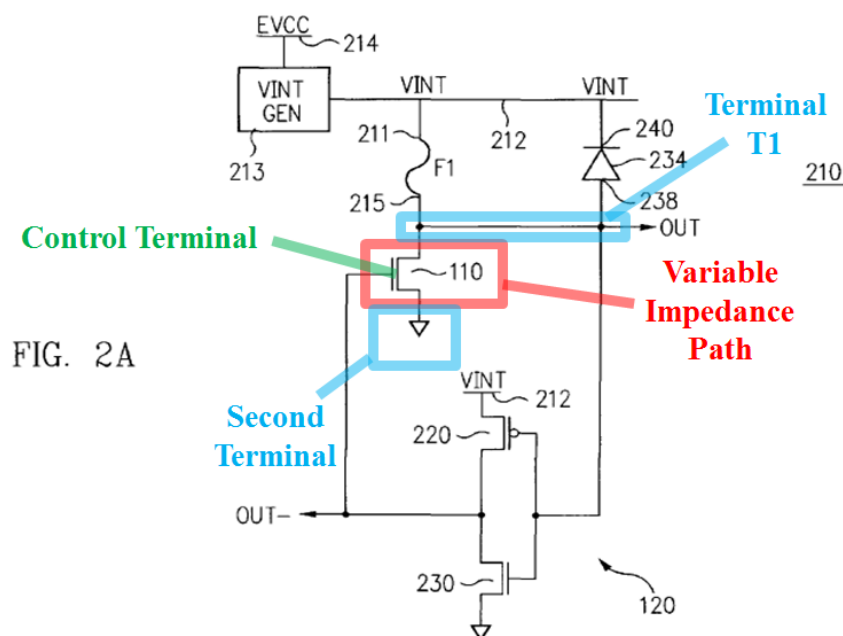 EVCC
214
VINT
GEN
213
VINT
VINT
212
211
F1
215
240
234
238
210
OUT
Terminal
T1
Control Terminal
110
Variable
Impedance
Path
FIG. 2A
Second
Terminal
VINT
212
220
OUT-
230
120